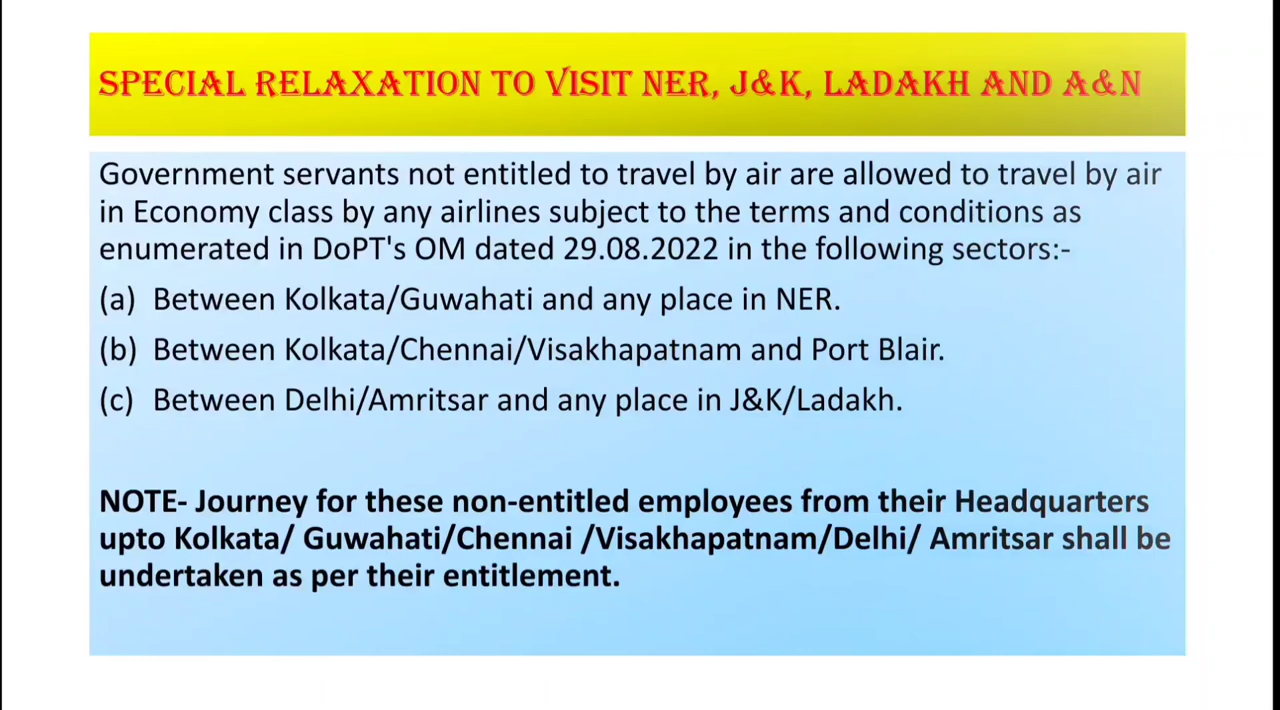 SPECIAL RELAXATION TO VISIT NER, J&K, LADAKH AND A&N
Government servants not entitled to travel by air are allowed to travel by air
in Economy class by any airlines subject to the terms and conditions as
enumerated in DoPT's OM dated 29.08.2022 in the following sectors:-
(a) Between Kolkata/Guwahati and any place in NER.
(b) Between Kolkata/Chennai/Visakhapatnam and Port Blair.
(c) Between Delhi/Amritsar and any place in J&K/Ladakh.
NOTE- Journey for these non-entitled employees from their Headquarters
upto Kolkata/ Guwahati/Chennai /Visakhapatnam/Delhi/ Amritsar shall be
undertaken as per their entitlement.